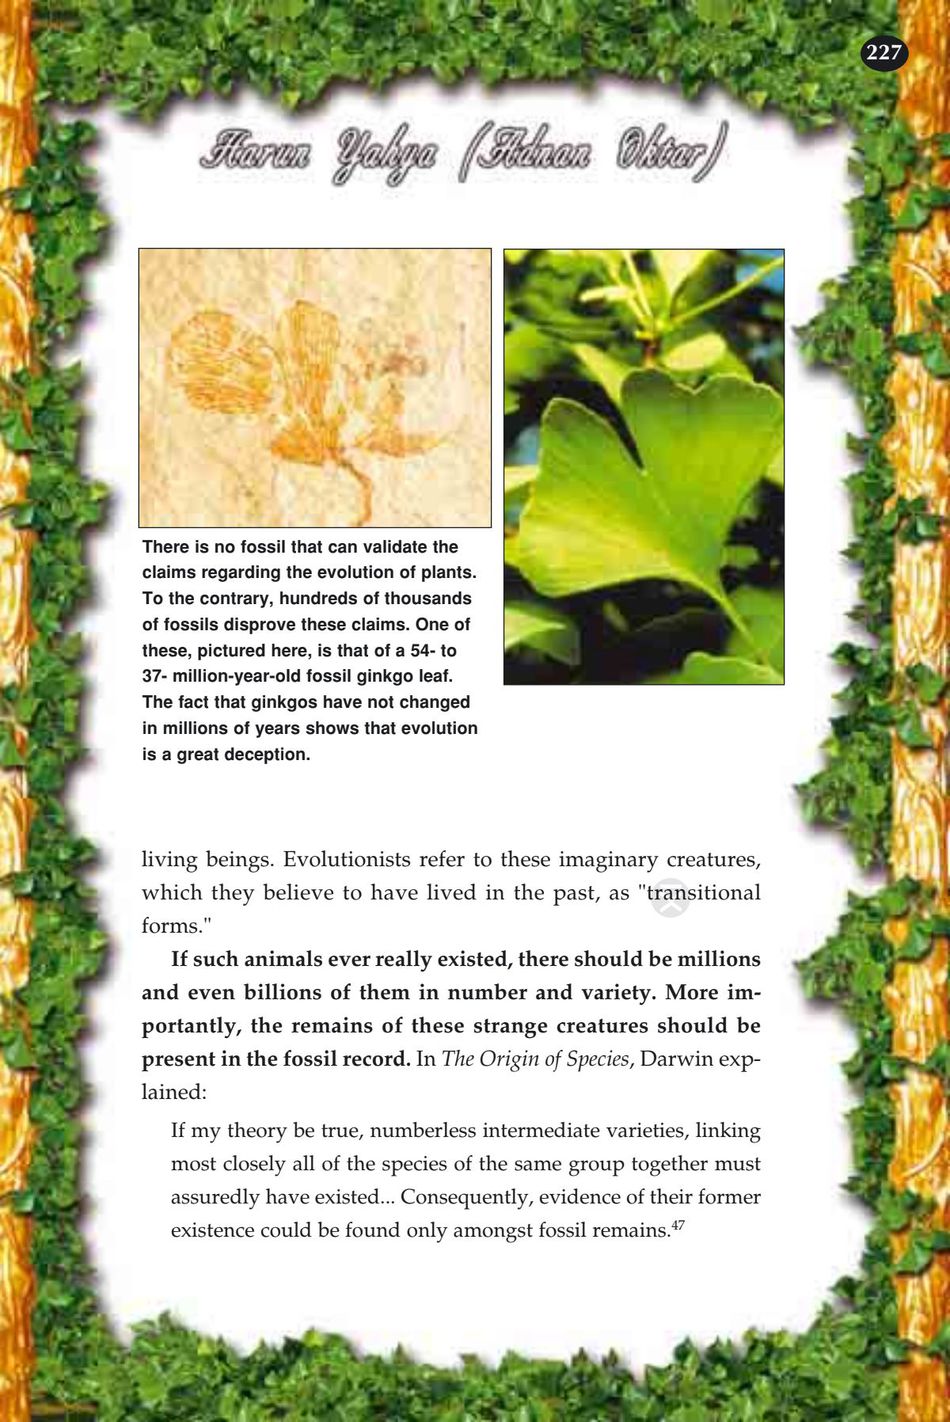 227
Harun Yahya (Adnan Oktar)
There is no fossil that can validate the
claims regarding the evolution of plants.
To the contrary, hundreds of thousands
of fossils disprove these claims. One of
these, pictured here, is that of a 54- to
37- million-year-old fossil ginkgo leaf.
The fact that ginkgos have not changed
in millions of years shows that evolution
is a great deception.
living beings. Evolutionists refer to these imaginary creatures,
which they believe to have lived in the past, as "transitional
forms."
If such animals ever really existed, there should be millions
and even billions of them in number and variety. More im-
portantly, the remains of these strange creatures should be
present in the fossil record. In The Origin of Species, Darwin exp-
lained:
If my theory be true, numberless intermediate varieties, linking
most closely all of the species of the same group together must
assuredly have existed... Consequently, evidence of their former
existence could be found only amongst fossil remains.47